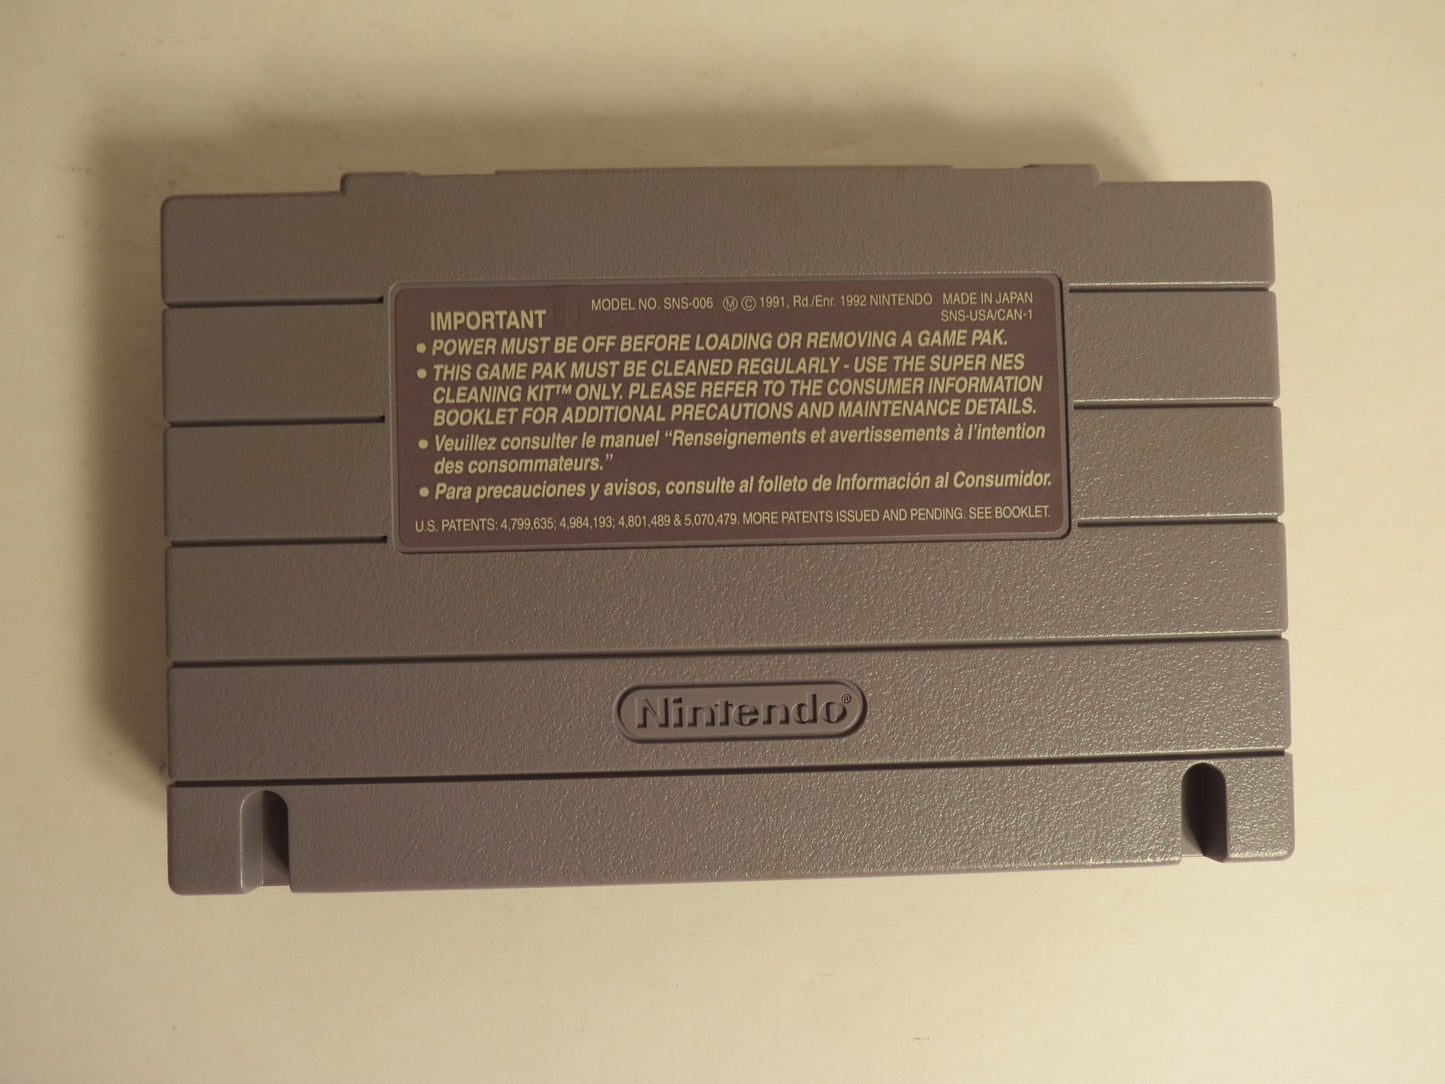 IMPORTANT MODEL NO. SNS-006 Ⓜ © 1991, Rd./Enr. 1992 NINTENDO MADE IN JAPAN
SNS-USA/CAN-1
• POWER MUST BE OFF BEFORE LOADING OR REMOVING A GAME PAK.
• THIS GAME PAK MUST BE CLEANED REGULARLY - USE THE SUPER NES
CLEANING KIT™ ONLY. PLEASE REFER TO THE CONSUMER INFORMATION
BOOKLET FOR ADDITIONAL PRECAUTIONS AND MAINTENANCE DETAILS.
• Veuillez consulter le manuel “Renseignements et avertissements à l’intention
des consommateurs.”
• Para precauciones y avisos, consulte al folleto de Información al Consumidor.
U.S. PATENTS: 4,799,635; 4,984,193; 4,801,489 & 5,070,479. MORE PATENTS ISSUED AND PENDING. SEE BOOKLET.
Nintendo®